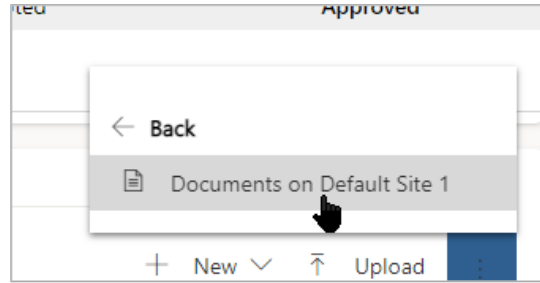 Approved
Back
Documents on Default Site 1
New
Upload